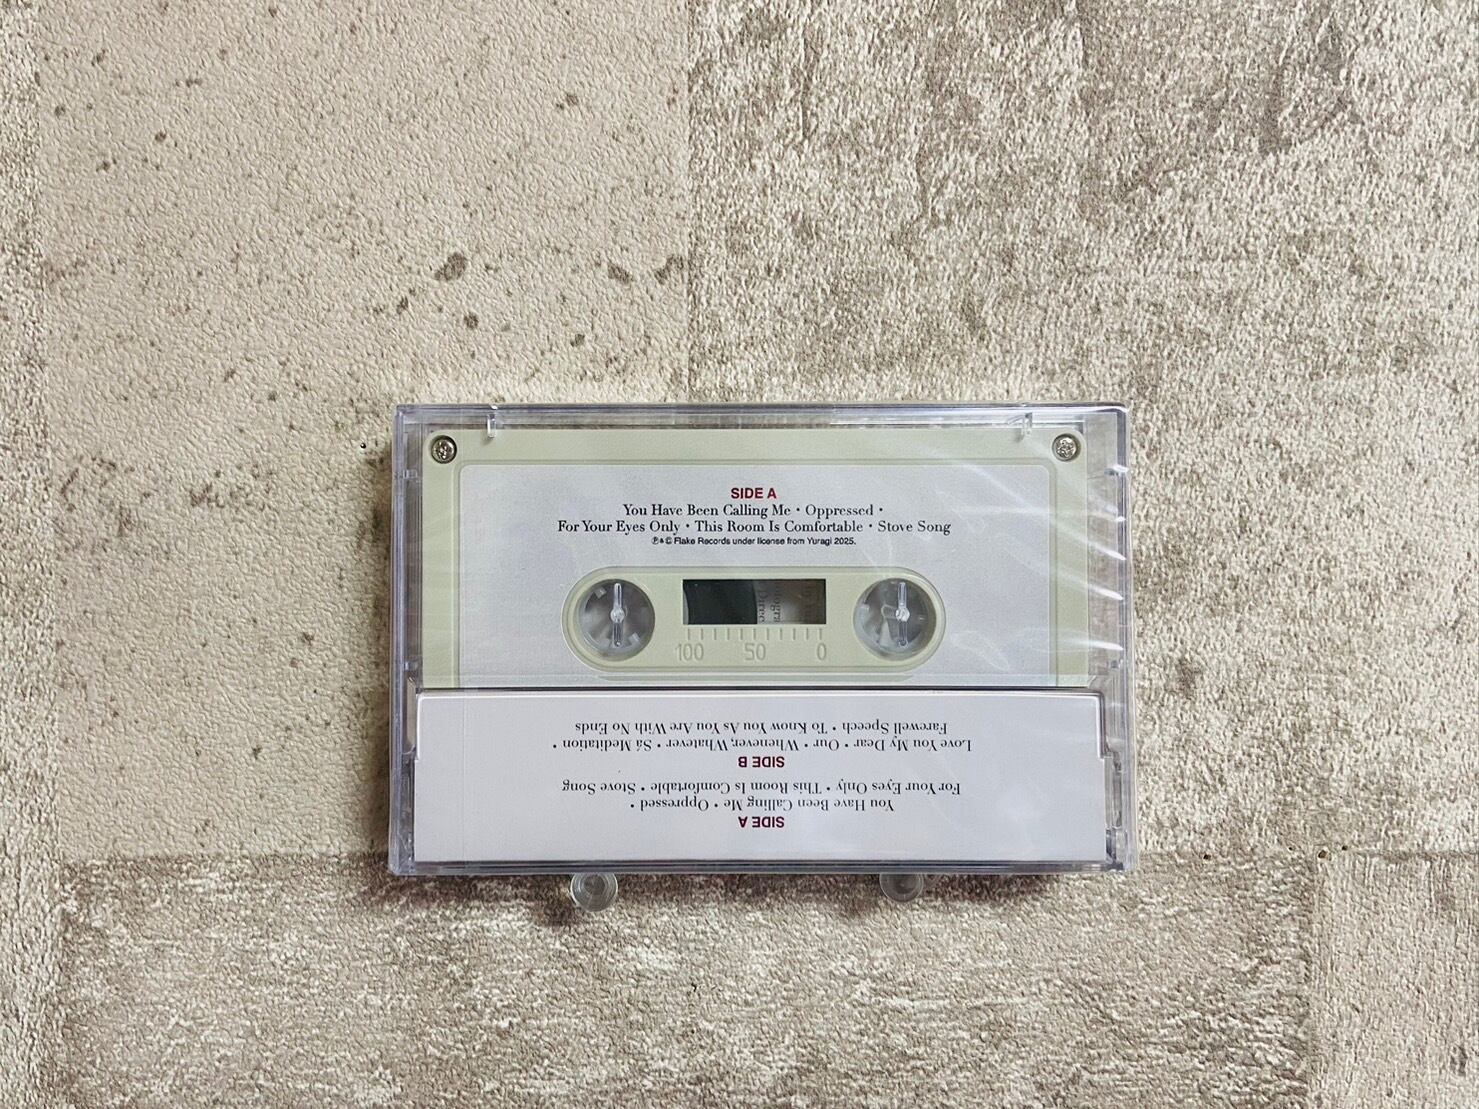 SIDE A
You Have Been Calling Me • Oppressed •
For Your Eyes Only • This Room Is Comfortable • Stove Song
℗&© Flake Records under license from Yuragi 2025.
100 50 0
SIDE A
You Have Been Calling Me • Oppressed •
For Your Eyes Only • This Room Is Comfortable • Stove Song
SIDE B
Love You My Dear • Our • Whenever, Whatever • Sá Meditation •
Farewell Speech • To Know You As You Are With No Ends